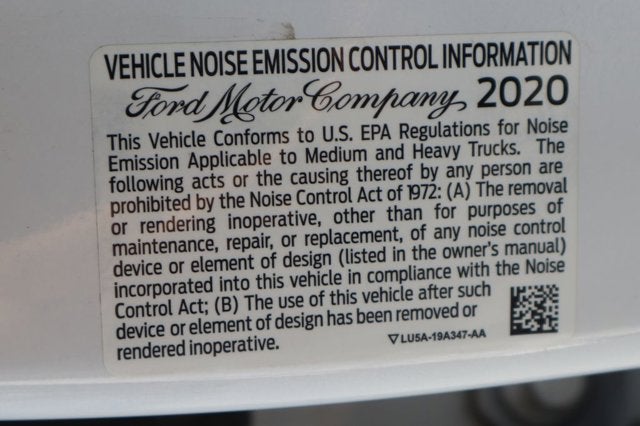 VEHICLE NOISE EMISSION CONTROL INFORMATION
Ford Motor Company, 2020
This Vehicle Conforms to U.S. EPA Regulations for Noise
Emission Applicable to Medium and Heavy Trucks. The
following acts or the causing thereof by any person are
prohibited by the Noise Control Act of 1972: (A) The removal
or rendering inoperative, other than for purposes of
maintenance, repair, or replacement, of any noise control
device or element of design (listed in the owner's manual)
incorporated into this vehicle in compliance with the Noise
Control Act; (B) The use of this vehicle after such
device or element of design has been removed or
rendered inoperative.
▽LU5A-19A347-AA